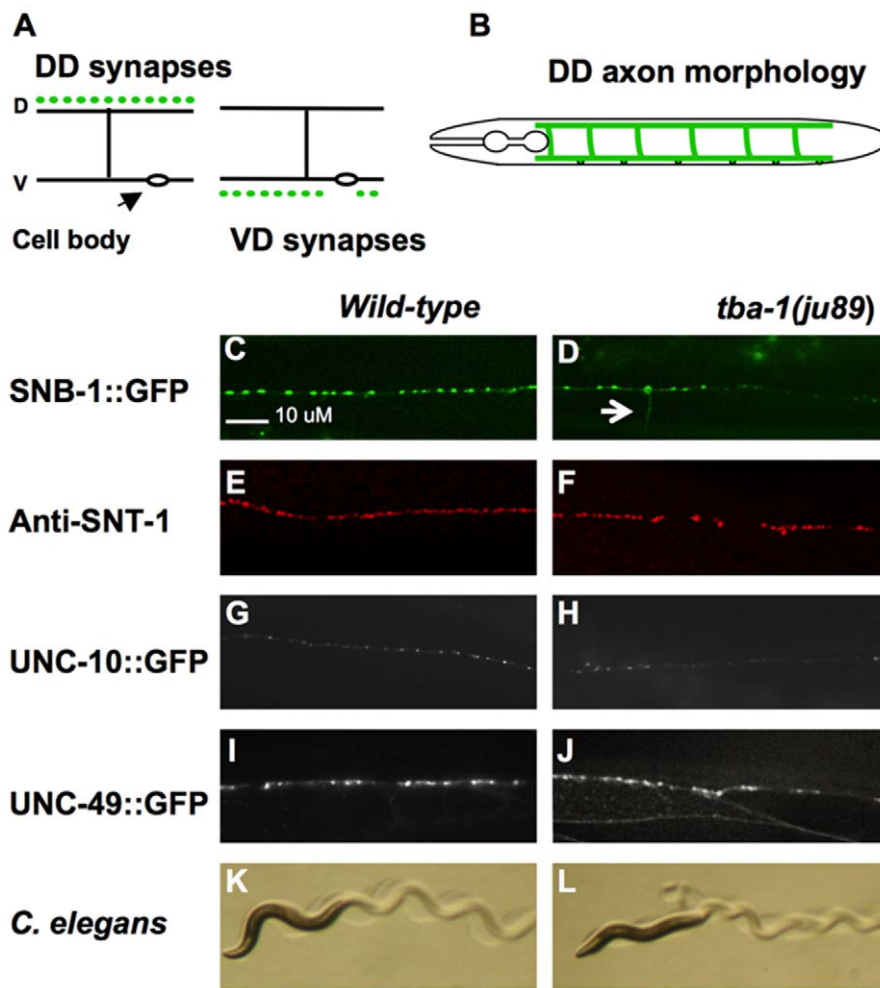 A
B
DD synapses
DD axon morphology
D
V
Cell body
VD synapses
Wild-type
tba-1(ju89)
SNB-1::GFP
C
10 uM
D
Anti-SNT-1
E
F
UNC-10::GFP
G
H
UNC-49::GFP
I
J
C. elegans
K
L